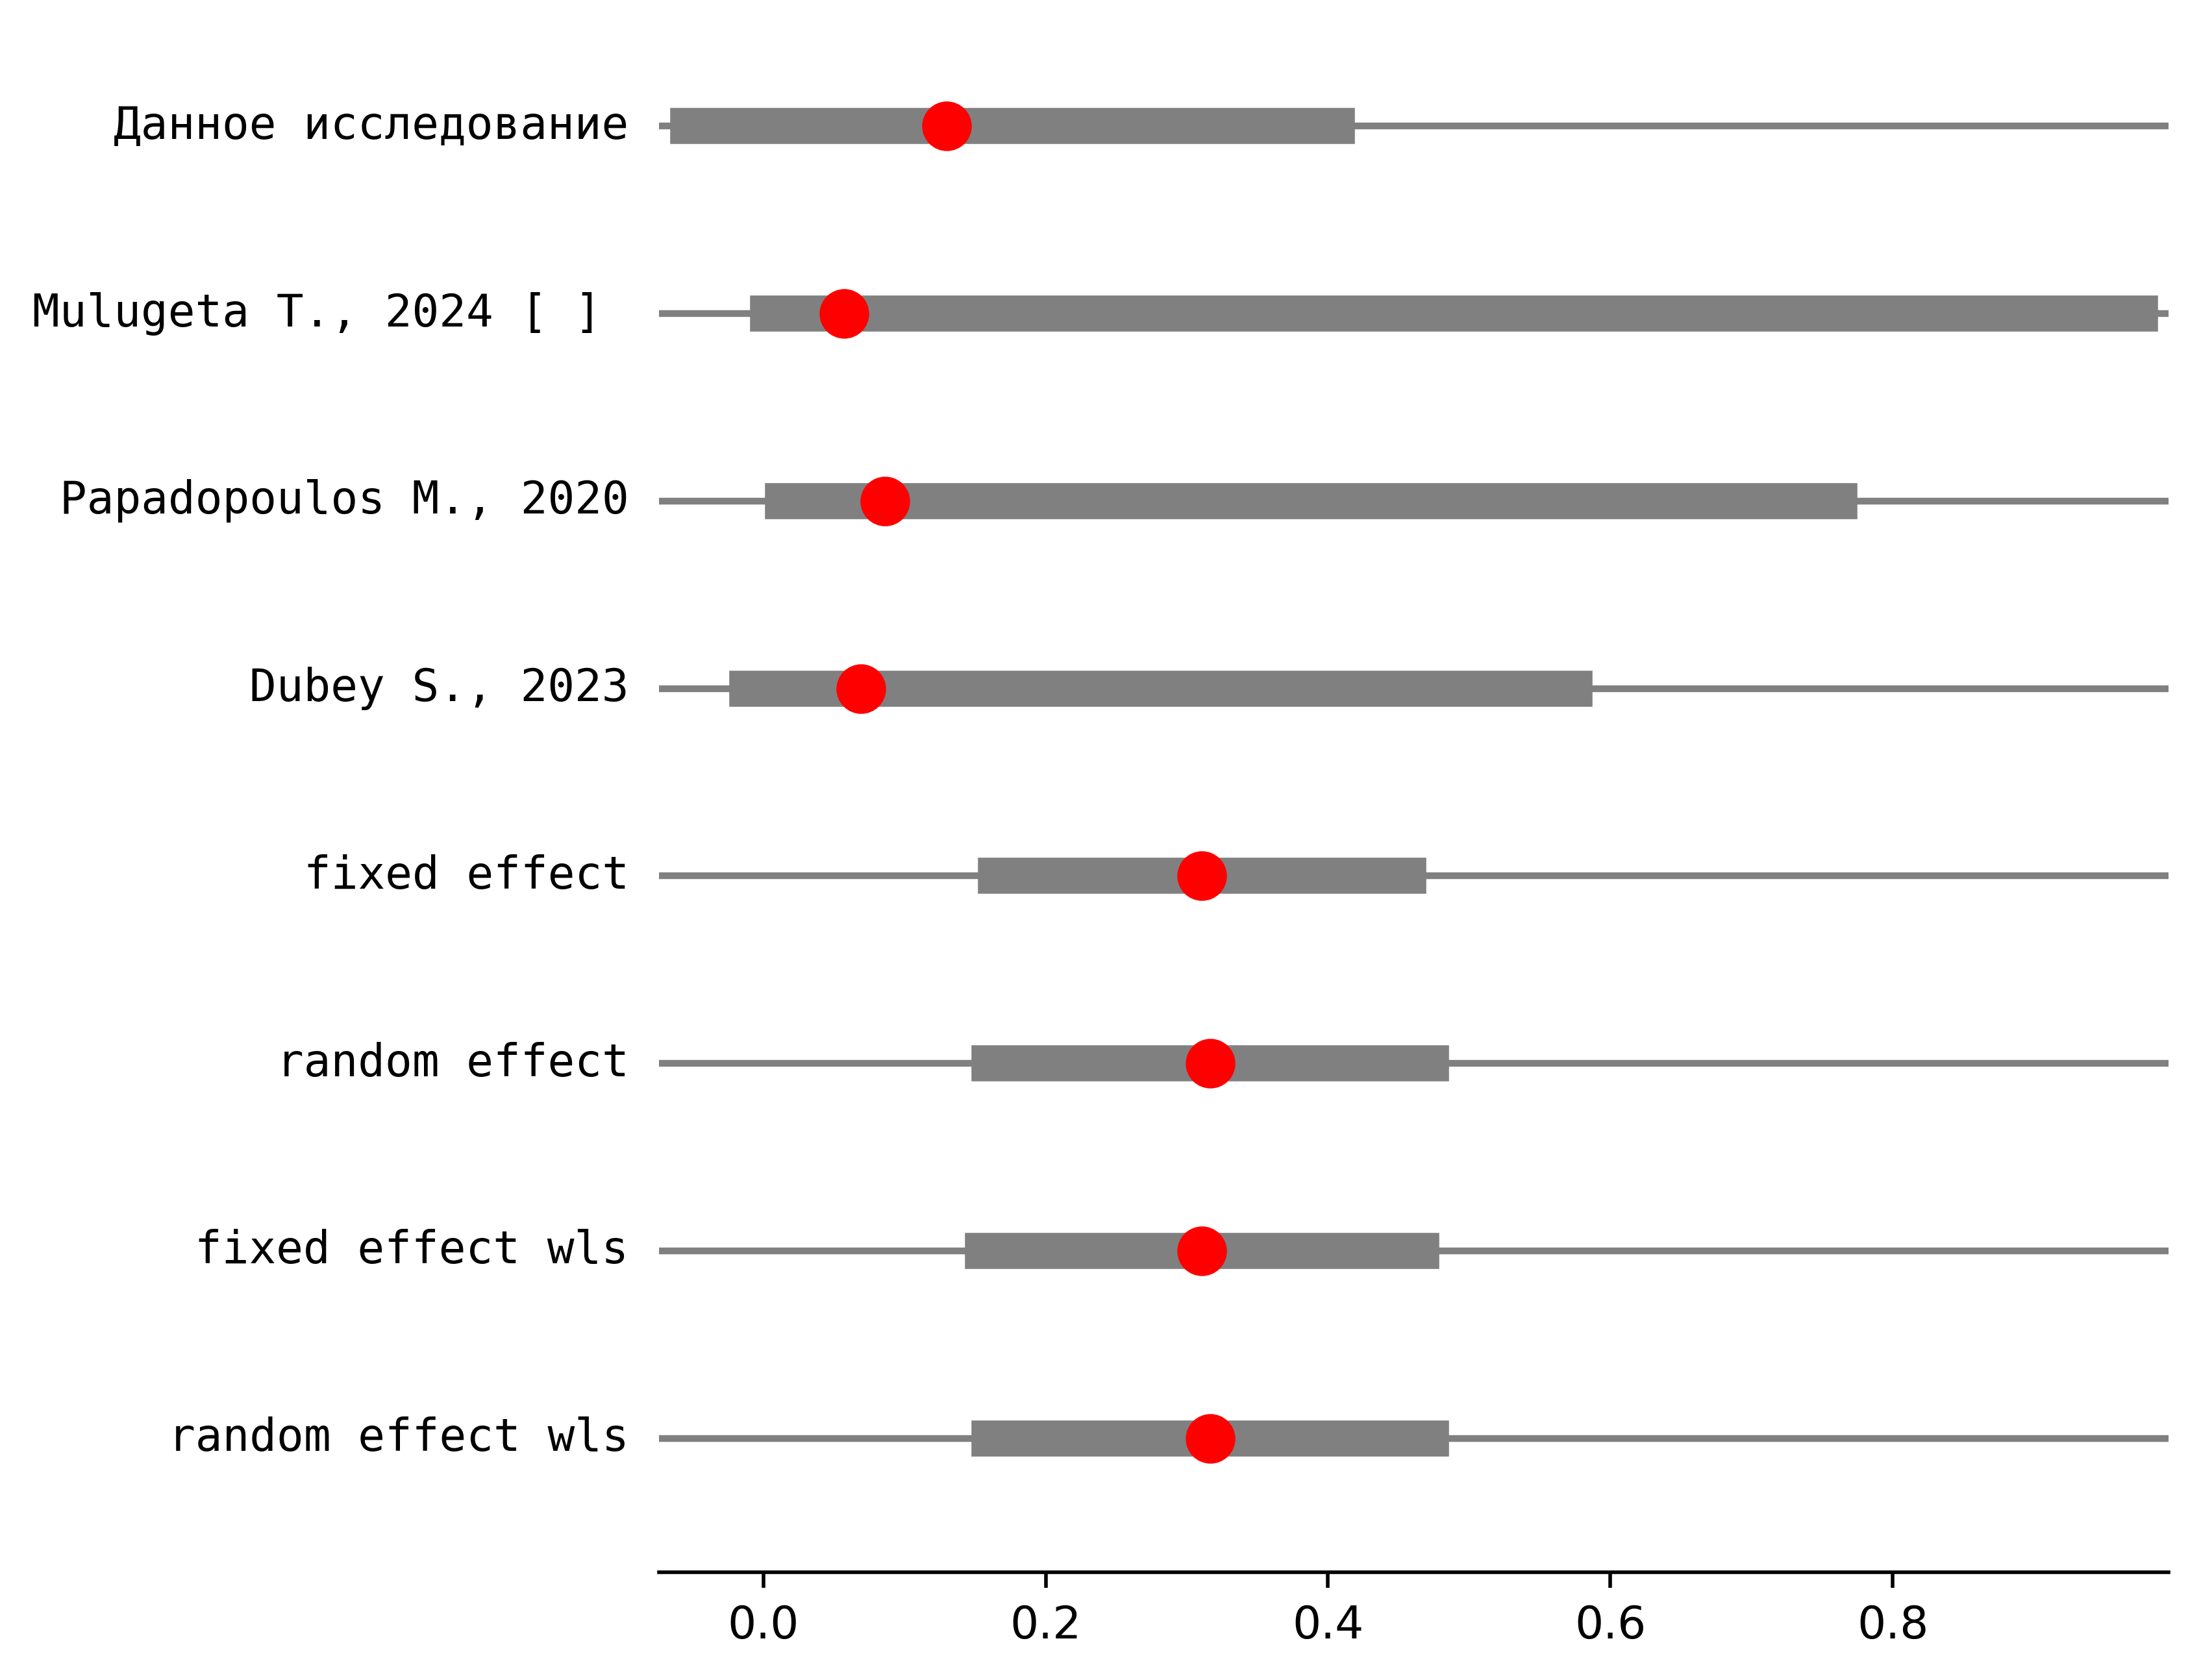 Данное исследование
Mulugeta T., 2024 [ ]
Papadopoulos M., 2020
Dubey S., 2023
fixed effect
random effect
fixed effect wls
random effect wls
0.0 0.2 0.4 0.6 0.8